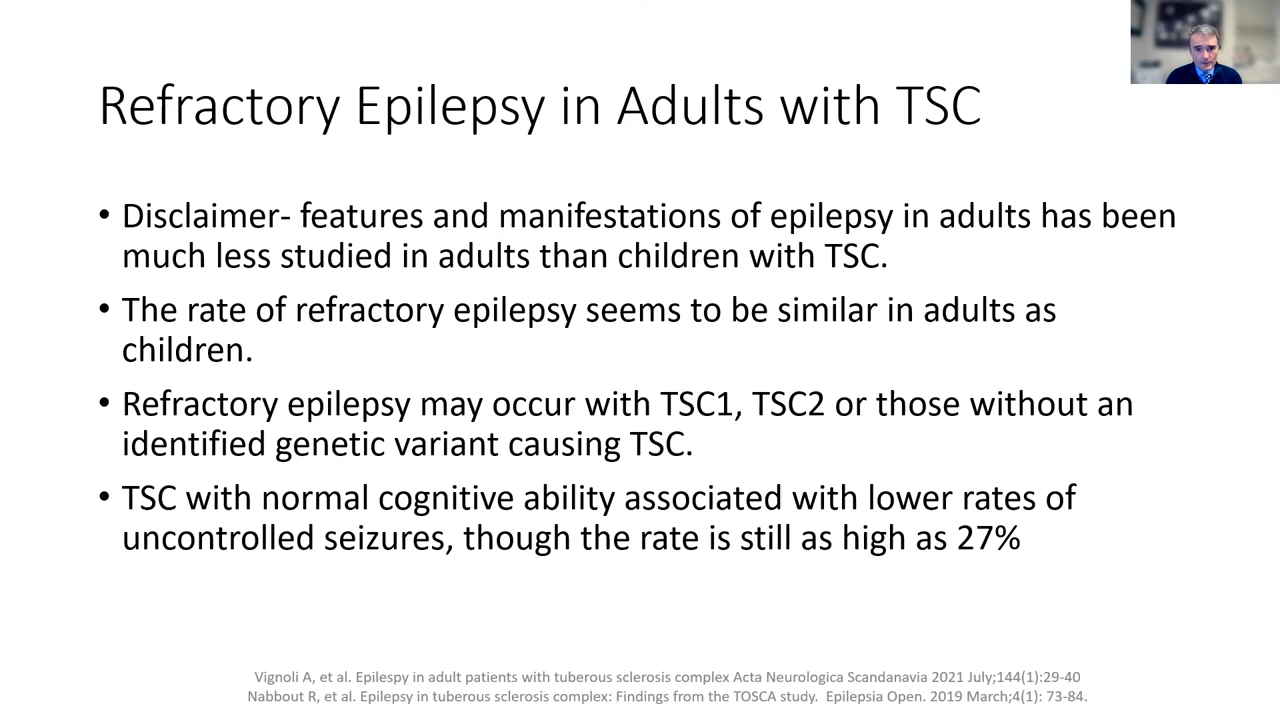 Refractory Epilepsy in Adults with TSC
• Disclaimer- features and manifestations of epilepsy in adults has been
much less studied in adults than children with TSC.
• The rate of refractory epilepsy seems to be similar in adults as
children.
• Refractory epilepsy may occur with TSC1, TSC2 or those without an
identified genetic variant causing TSC.
• TSC with normal cognitive ability associated with lower rates of
uncontrolled seizures, though the rate is still as high as 27%
Vignoli A, et al. Epilespy in adult patients with tuberous sclerosis complex Acta Neurologica Scandanavia 2021 July;144(1):29-40
Nabbout R, et al. Epilepsy in tuberous sclerosis complex: Findings from the TOSCA study. Epilepsia Open. 2019 March;4(1): 73-84.